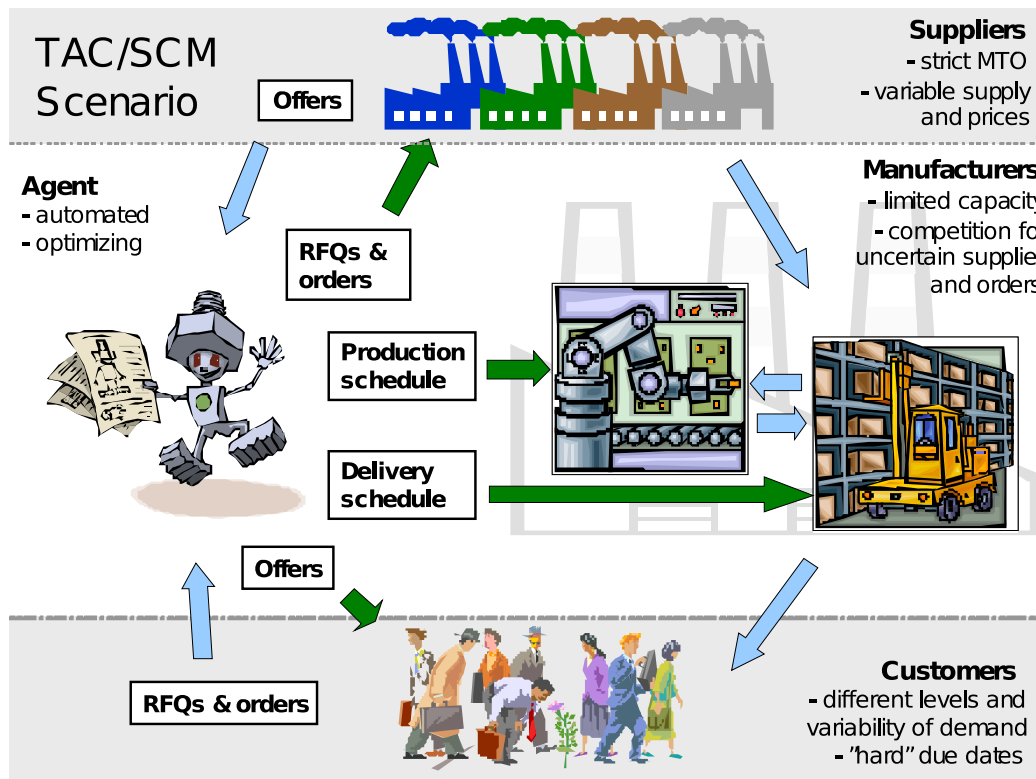 TAC/SCM
Scenario
Offers
Suppliers
- strict MTO
- variable supply
and prices
Agent
- automated
- optimizing
RFQs &
orders
Manufacturers
- limited capacity
- competition fo
uncertain supplie
and orders
Production
schedule
Delivery
schedule
Offers
RFQs & orders
Customers
- different levels and
variability of demand
- ”hard” due dates